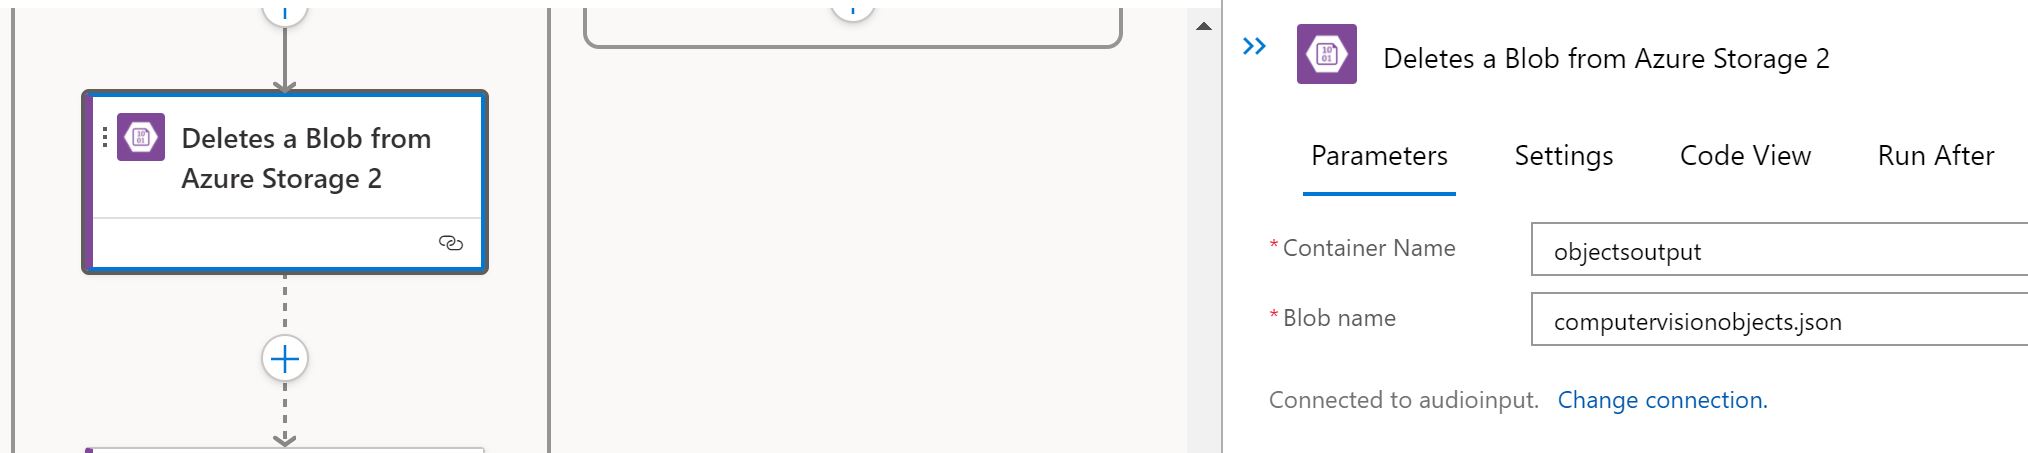 Deletes a Blob from
Azure Storage 2
Deletes a Blob from Azure Storage 2
Parameters Settings Code View Run After
* Container Name objectsoutput
* Blob name computervisionobjects.json
Connected to audioinput. Change connection.